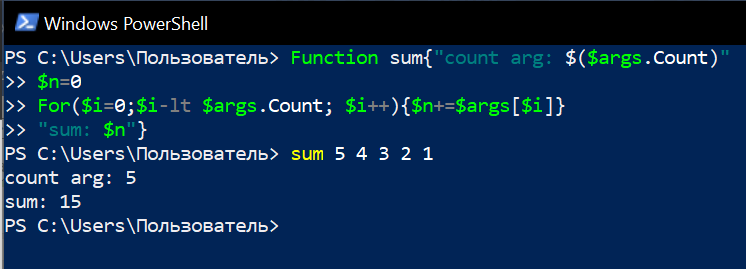 Windows PowerShell
PS C:\Users\Пользователь> Function sum{"count arg: $($args.Count)"
>> $n=0
>> For($i=0;$i-lt $args.Count; $i++){$n+=$args[$i]}
>> "sum: $n"}
PS C:\Users\Пользователь> sum 5 4 3 2 1
count arg: 5
sum: 15
PS C:\Users\Пользователь>